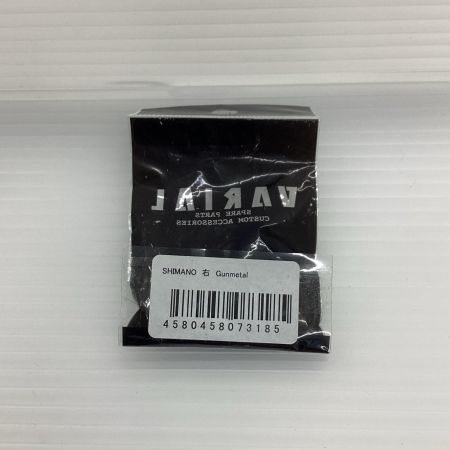 VARIAL
SPARE PARTS
CUSTOM ACCESSORIES
SHIMANO 右 Gunmetal
4580458073185